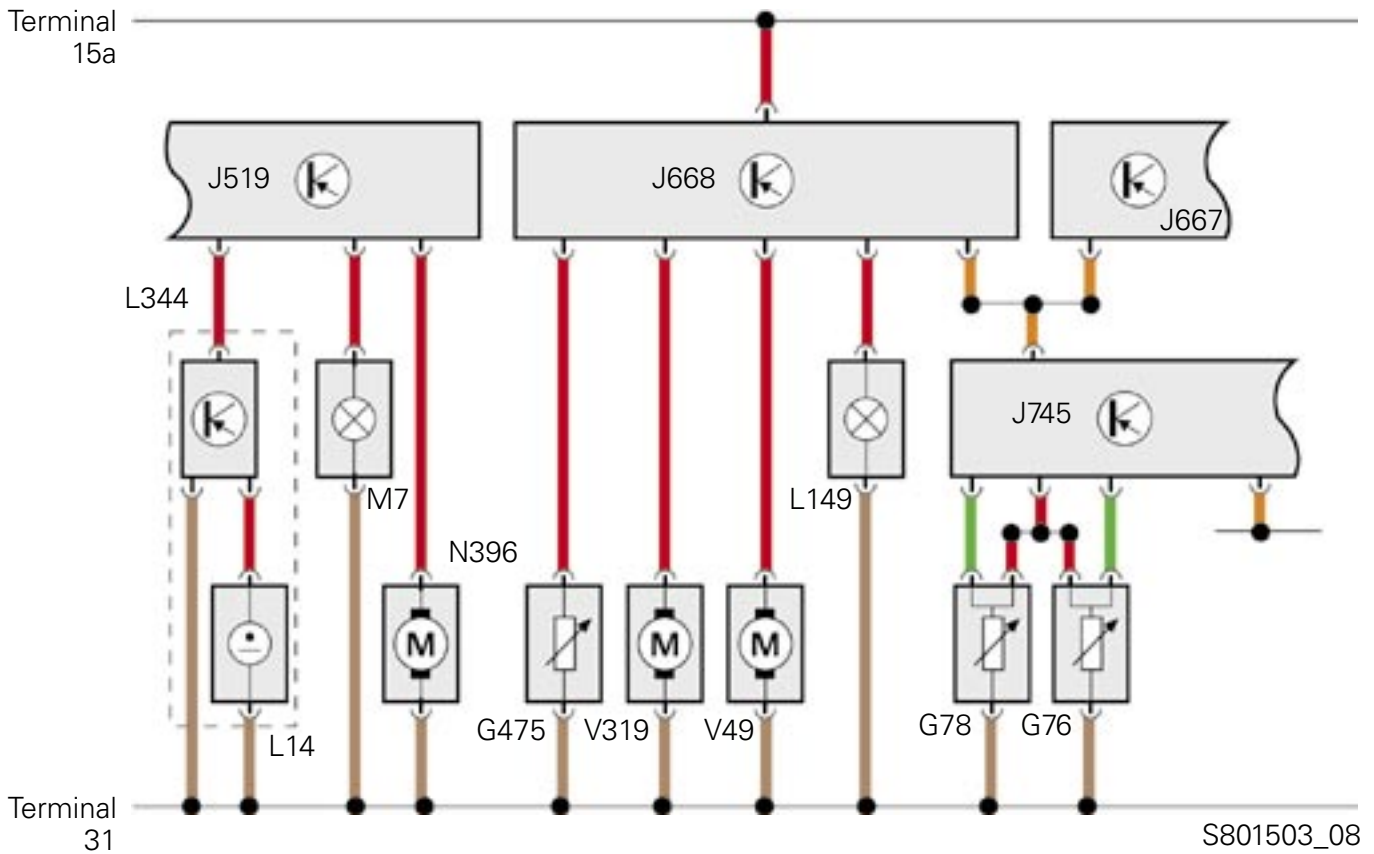 Terminal
15a
J519
J668
J667
L344
J745
M7
L149
N396
M
M
M
L14
G475
V319
V49
G78
G76
Terminal
31
S801503_08